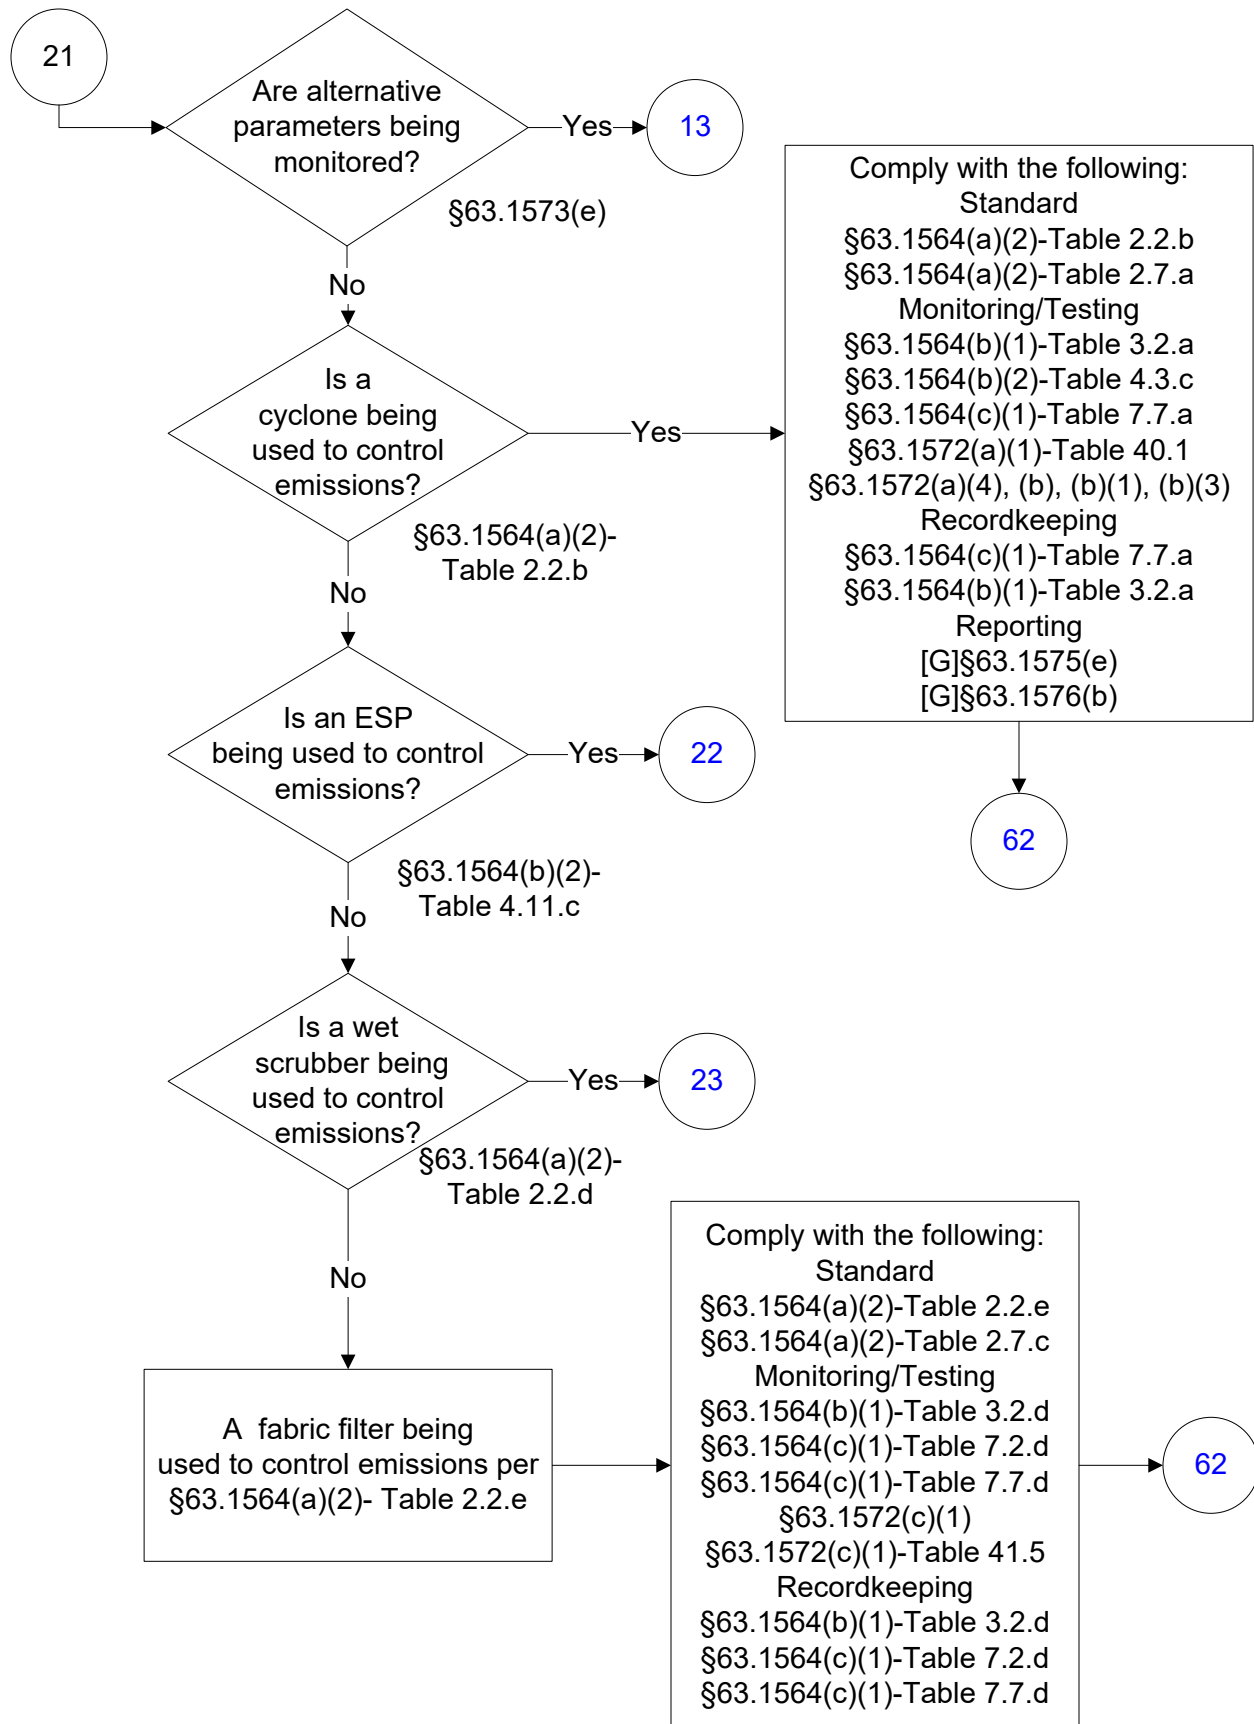 21
Are alternative
parameters being
monitored?
Yes
13
§63.1573(e)
No
Is a
cyclone being
used to control
emissions?
Yes
§63.1564(a)(2)-
Table 2.2.b
Comply with the following:
Standard
§63.1564(a)(2)-Table 2.2.b
§63.1564(a)(2)-Table 2.7.a
Monitoring/Testing
§63.1564(b)(1)-Table 3.2.a
§63.1564(b)(2)-Table 4.3.c
§63.1564(c)(1)-Table 7.7.a
§63.1572(a)(1)-Table 40.1
§63.1572(a)(4), (b), (b)(1), (b)(3)
Recordkeeping
§63.1564(c)(1)-Table 7.7.a
§63.1564(b)(1)-Table 3.2.a
Reporting
[G]§63.1575(e)
[G]§63.1576(b)
62
No
Is an ESP
being used to control
emissions?
Yes
22
§63.1564(b)(2)-
Table 4.11.c
No
Is a wet
scrubber being
used to control
emissions?
Yes
23
§63.1564(a)(2)-
Table 2.2.d
No
A  fabric filter being
used to control emissions per
§63.1564(a)(2)- Table 2.2.e
Comply with the following:
Standard
§63.1564(a)(2)-Table 2.2.e
§63.1564(a)(2)-Table 2.7.c
Monitoring/Testing
§63.1564(b)(1)-Table 3.2.d
§63.1564(c)(1)-Table 7.2.d
§63.1564(c)(1)-Table 7.7.d
§63.1572(c)(1)
§63.1572(c)(1)-Table 41.5
Recordkeeping
§63.1564(b)(1)-Table 3.2.d
§63.1564(c)(1)-Table 7.2.d
§63.1564(c)(1)-Table 7.7.d
62